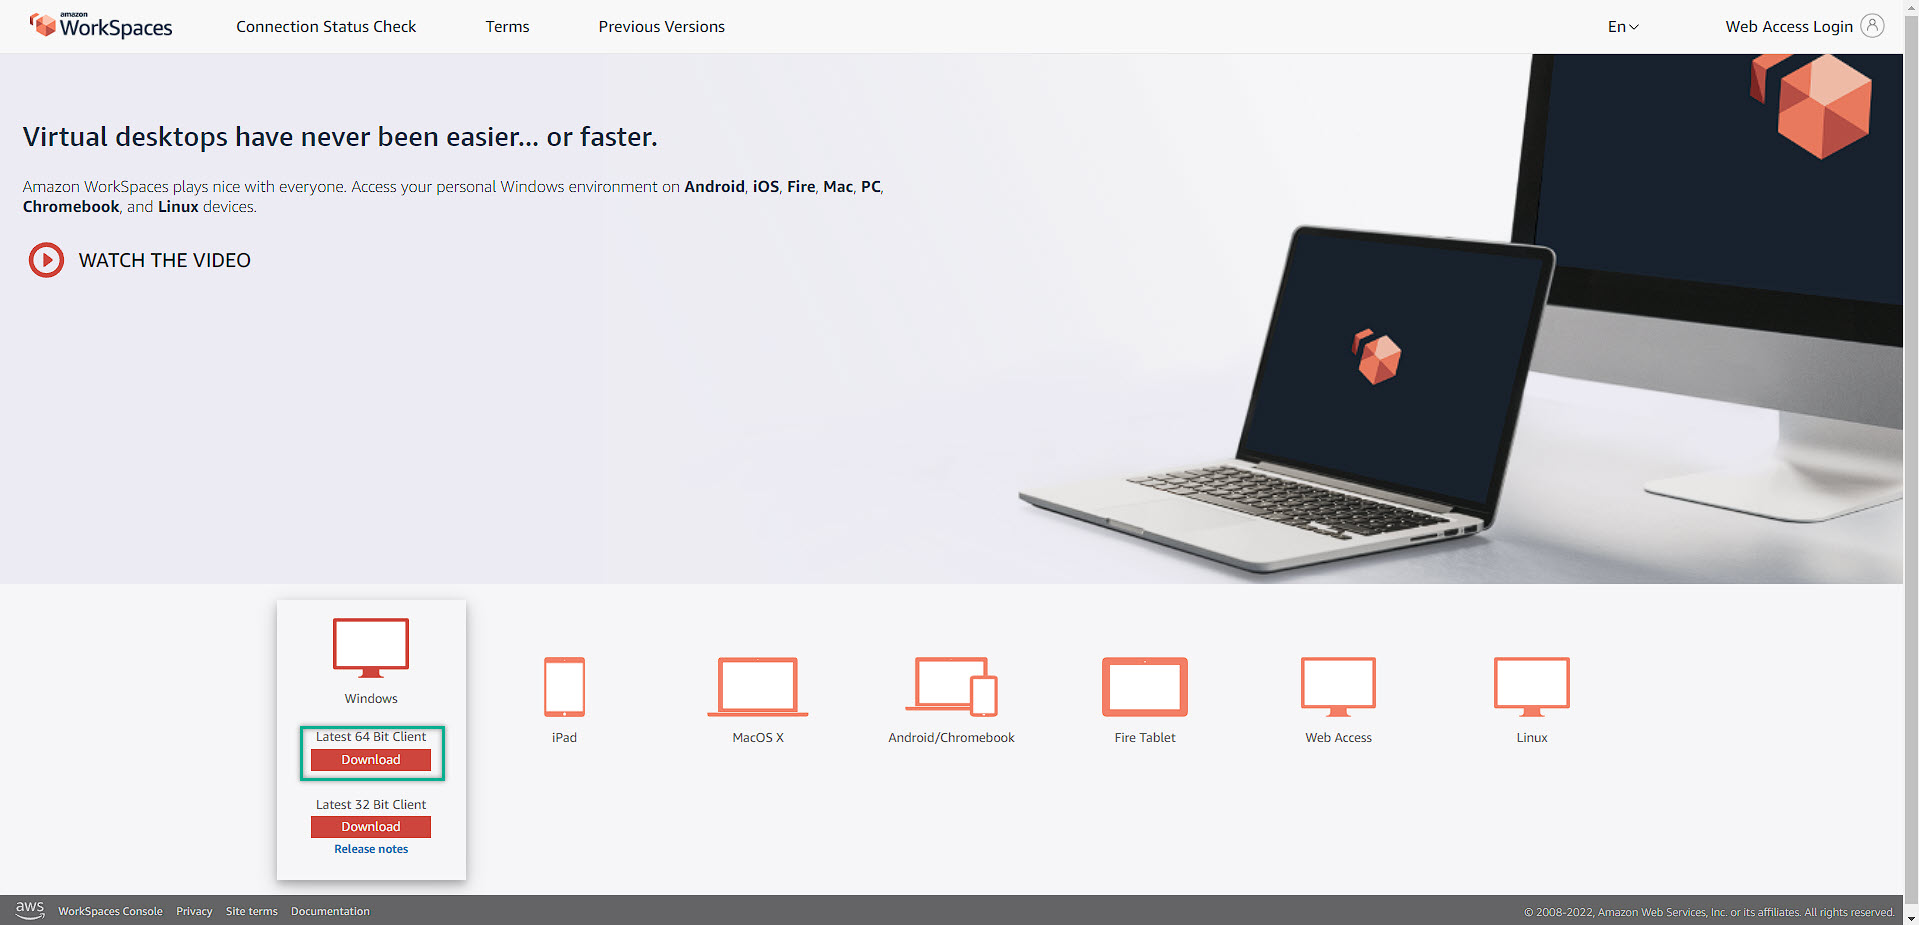 amazon
WorkSpaces
Connection Status Check
Terms
Previous Versions
En
Web Access Login
Virtual desktops have never been easier... or faster.
Amazon WorkSpaces plays nice with everyone. Access your personal Windows environment on Android, iOS, Fire, Mac, PC,
Chromebook, and Linux devices.
WATCH THE VIDEO
Windows
Latest 64 Bit Client
Download
Latest 32 Bit Client
Download
Release notes
iPad
MacOS X
Android/Chromebook
Fire Tablet
Web Access
Linux
aws
WorkSpaces Console
Privacy
Site terms
Documentation
© 2008-2022, Amazon Web Services, Inc. or its affiliates. All rights reserved.